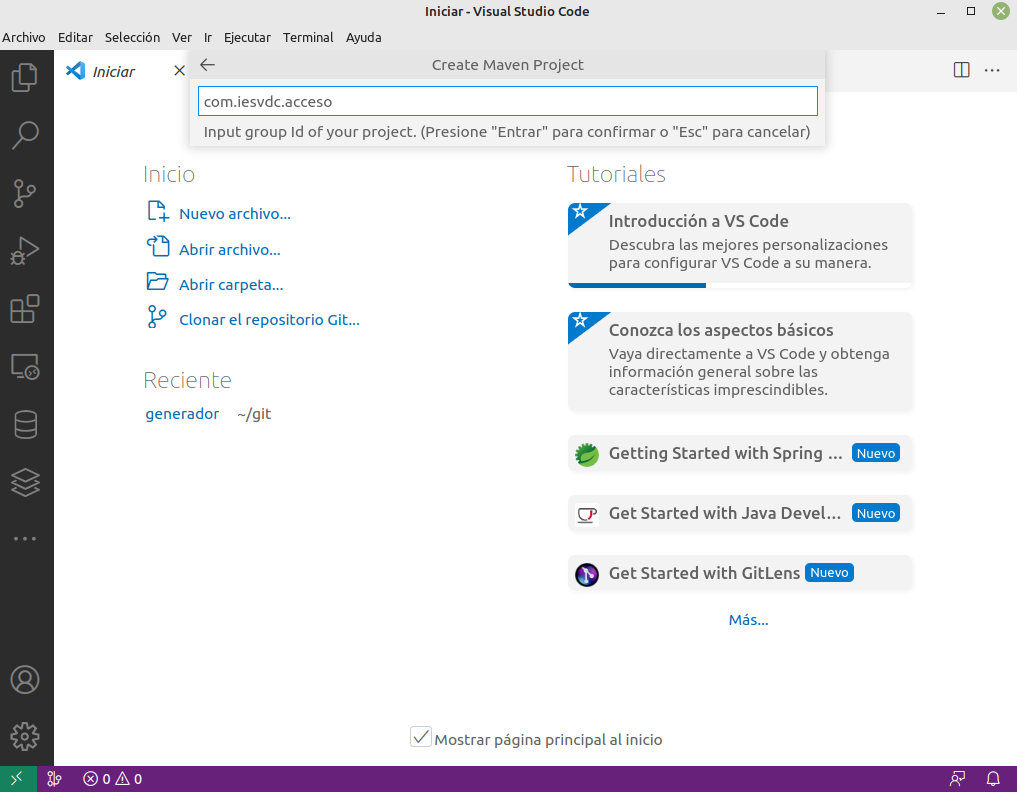 Iniciar - Visual Studio Code
Archivo Editar Selección Ver Ir Ejecutar Terminal Ayuda
Iniciar
Create Maven Project
com.iesvdc.acceso
Input group Id of your project. (Presione "Entrar" para confirmar o "Esc" para cancelar)
Inicio
Nuevo archivo...
Abrir archivo...
Abrir carpeta...
Clonar el repositorio Git...
Reciente
generador ~/git
Tutoriales
Introducción a VS Code
Descubra las mejores personalizaciones
para configurar VS Code a su manera.
Conozca los aspectos básicos
Vaya directamente a VS Code y obtenga
información general sobre las
características imprescindibles.
Getting Started with Spring ... Nuevo
Get Started with Java Devel... Nuevo
Get Started with GitLens Nuevo
Más...
Mostrar página principal al inicio
0 0